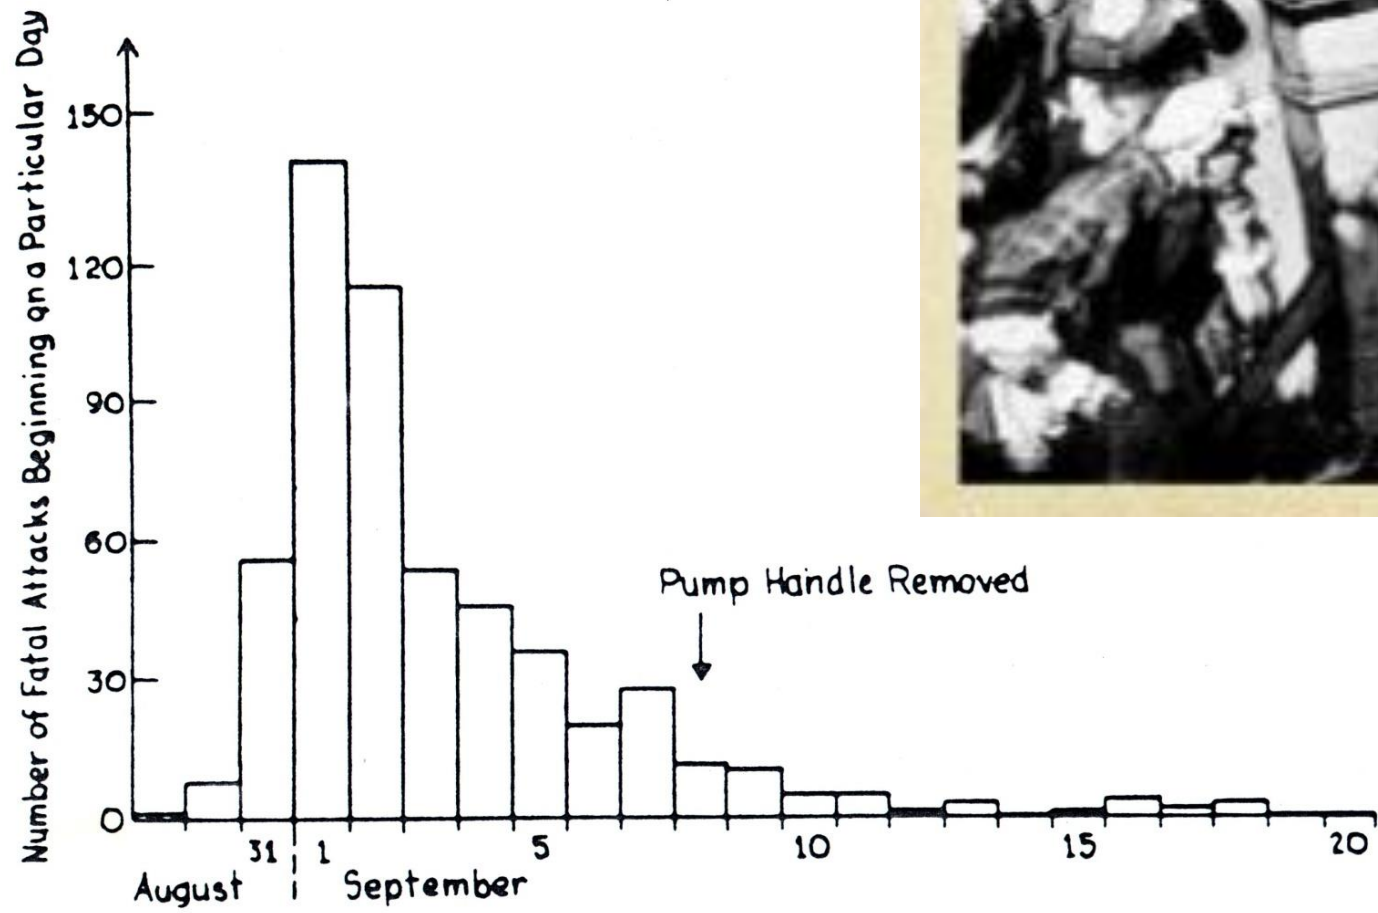 Number of Fatal Attacks Beginning on a Particular Day
150
120
90
60
30
0
Pump Handle Removed
31 1 5 10 15 20
August September